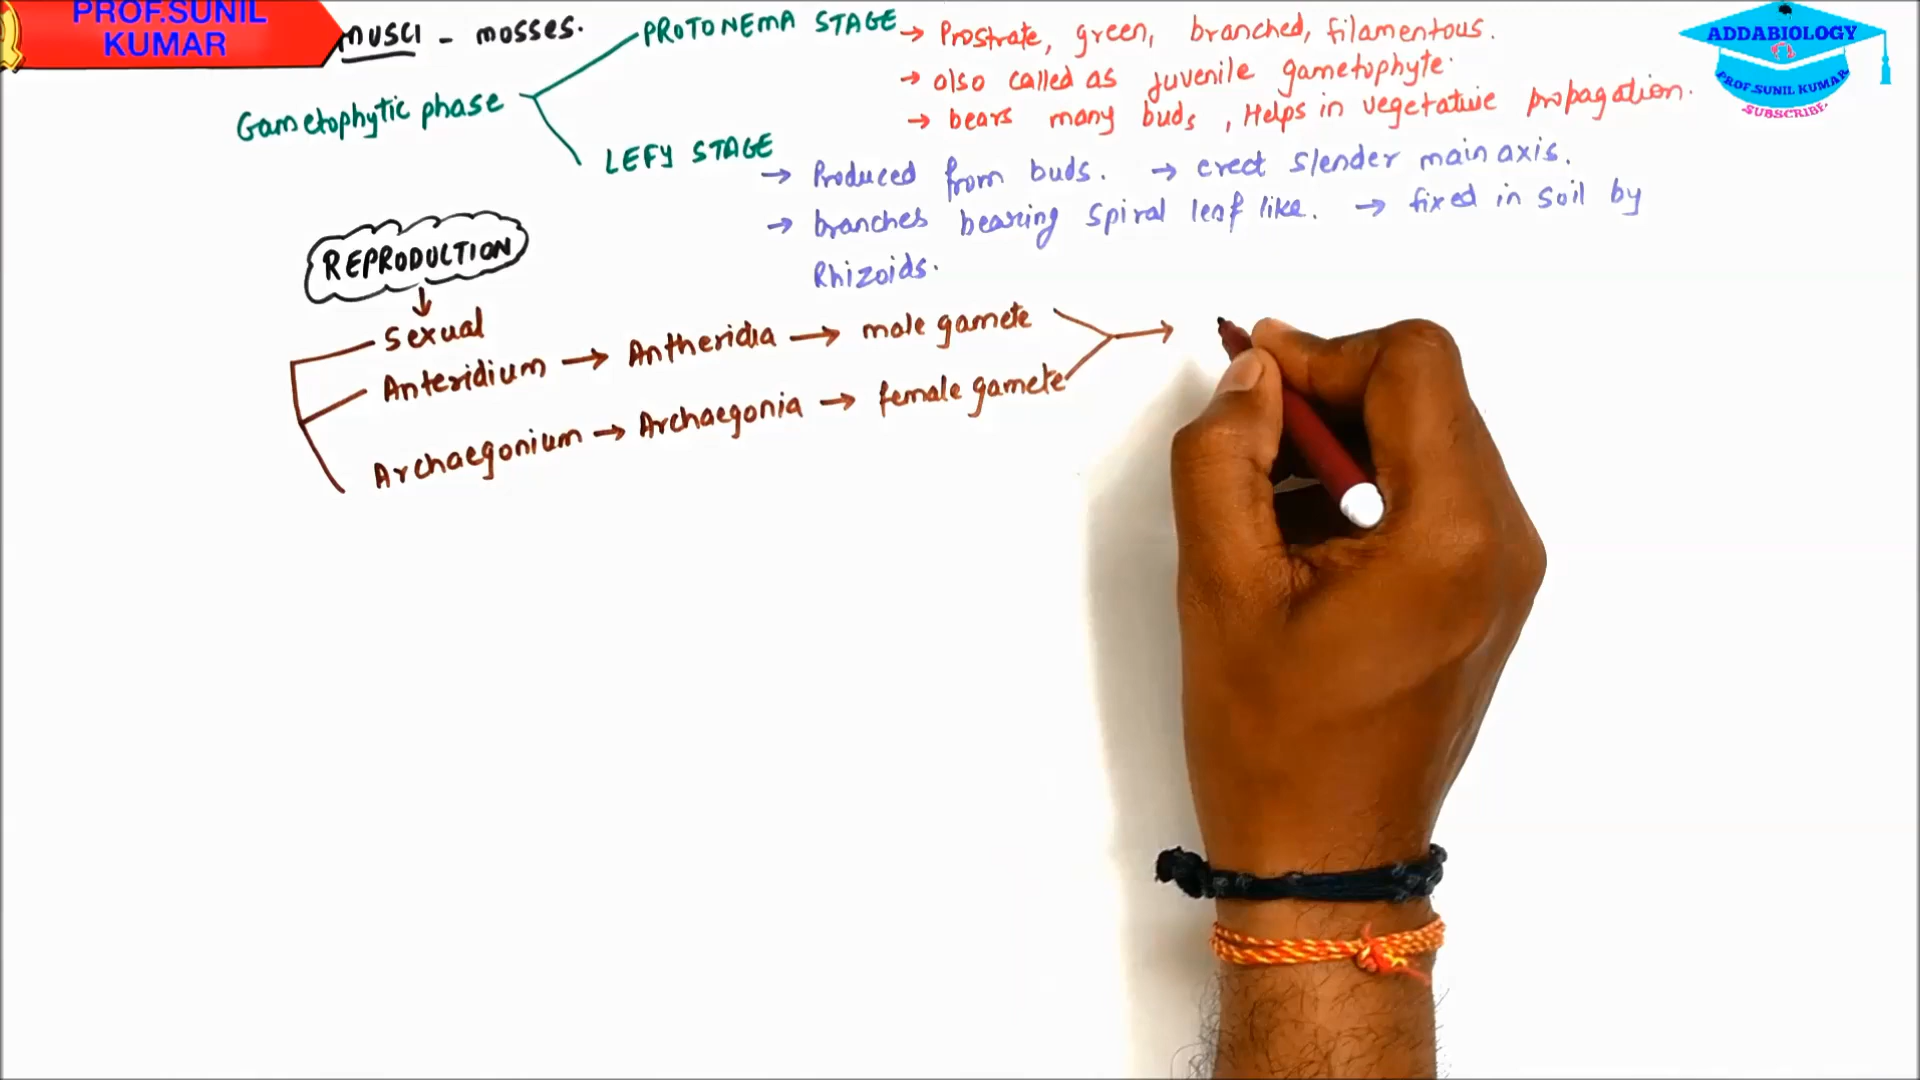 PROF.SUNIL
KUMAR
MUSCI - mosses.
Gametophytic phase
PROTONEMA STAGE → Prostrate, green, branched, filamentous.
→ also called as juvenile gametophyte.
→ bears many buds, Helps in vegetative propagation.
LEFY STAGE
→ Produced from buds. → erect slender main axis.
→ branches bearing spiral leaf like. → fixed in soil by
Rhizoids.
REPRODUCTION
Sexual
Anteridium → Antheridia → male gamete
Archaegonium → Archaegonia → female gamete
ADDABIOLOGY
PROF.SUNIL KUMAR
SUBSCRIBE